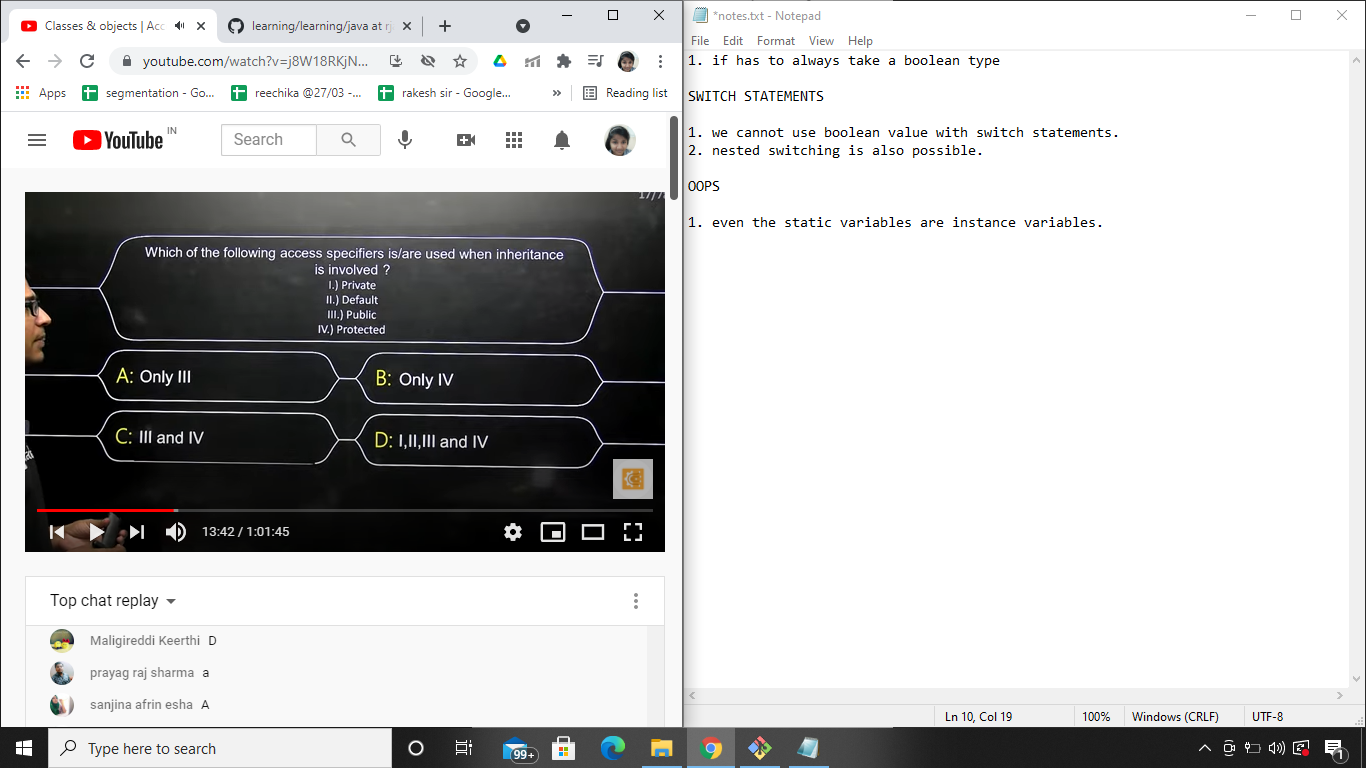 Classes & objects | Acc
learning/learning/java at rj
youtube.com/watch?v=j8W18RKjN...
Apps
segmentation - Go...
reechika @27/03 -...
rakesh sir - Google...
»
Reading list
YouTube IN
Search
17/7
Which of the following access specifiers is/are used when inheritance
is involved ?
I.) Private
II.) Default
III.) Public
IV.) Protected
A: Only III
B: Only IV
C: III and IV
D: I,II,III and IV
13:42 / 1:01:45
Top chat replay
Maligireddi Keerthi D
prayag raj sharma a
sanjina afrin esha A
*notes.txt - Notepad
File Edit Format View Help
1. if has to always take a boolean type
SWITCH STATEMENTS
1. we cannot use boolean value with switch statements.
2. nested switching is also possible.
OOPS
1. even the static variables are instance variables.
Ln 10, Col 19
100%
Windows (CRLF)
UTF-8
Type here to search
99+
1